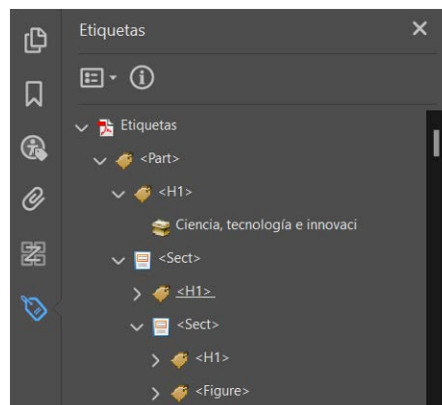 Etiquetas
Etiquetas
<Part>
<H1>
Ciencia, tecnología e innovaci
<Sect>
<H1>
<Sect>
<H1>
<Figure>